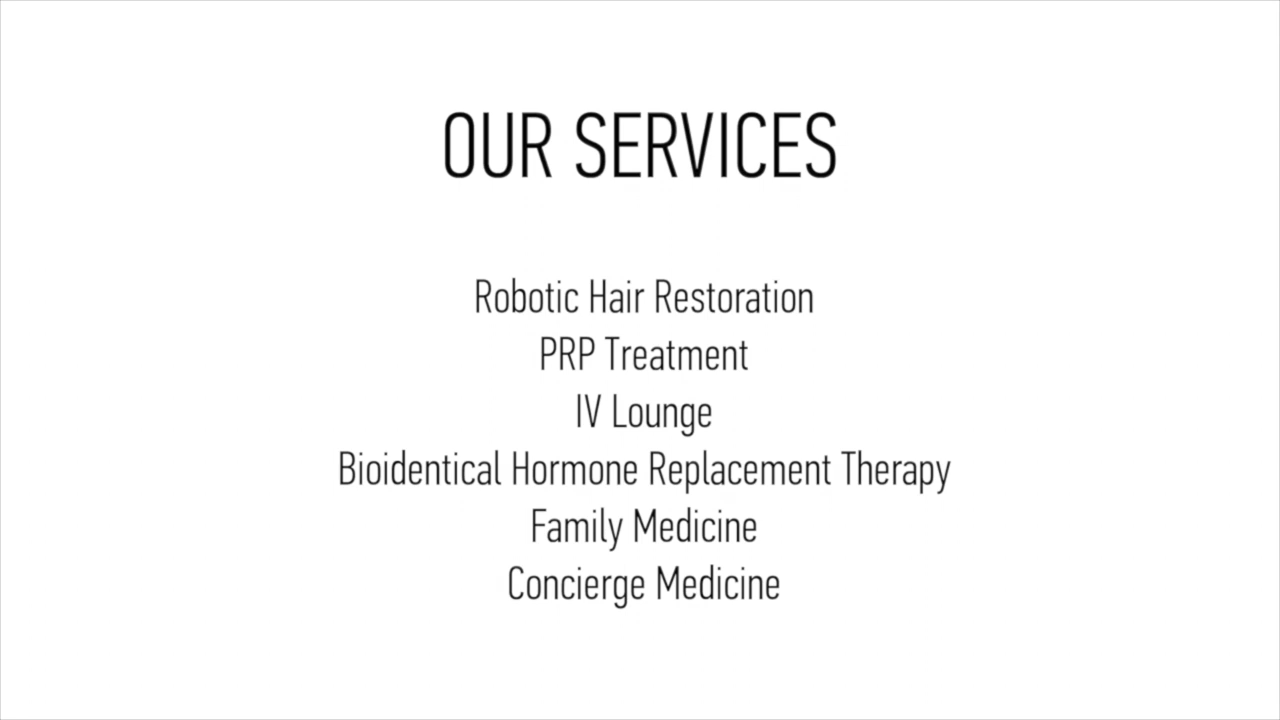 OUR SERVICES
Robotic Hair Restoration
PRP Treatment
IV Lounge
Bioidentical Hormone Replacement Therapy
Family Medicine
Concierge Medicine